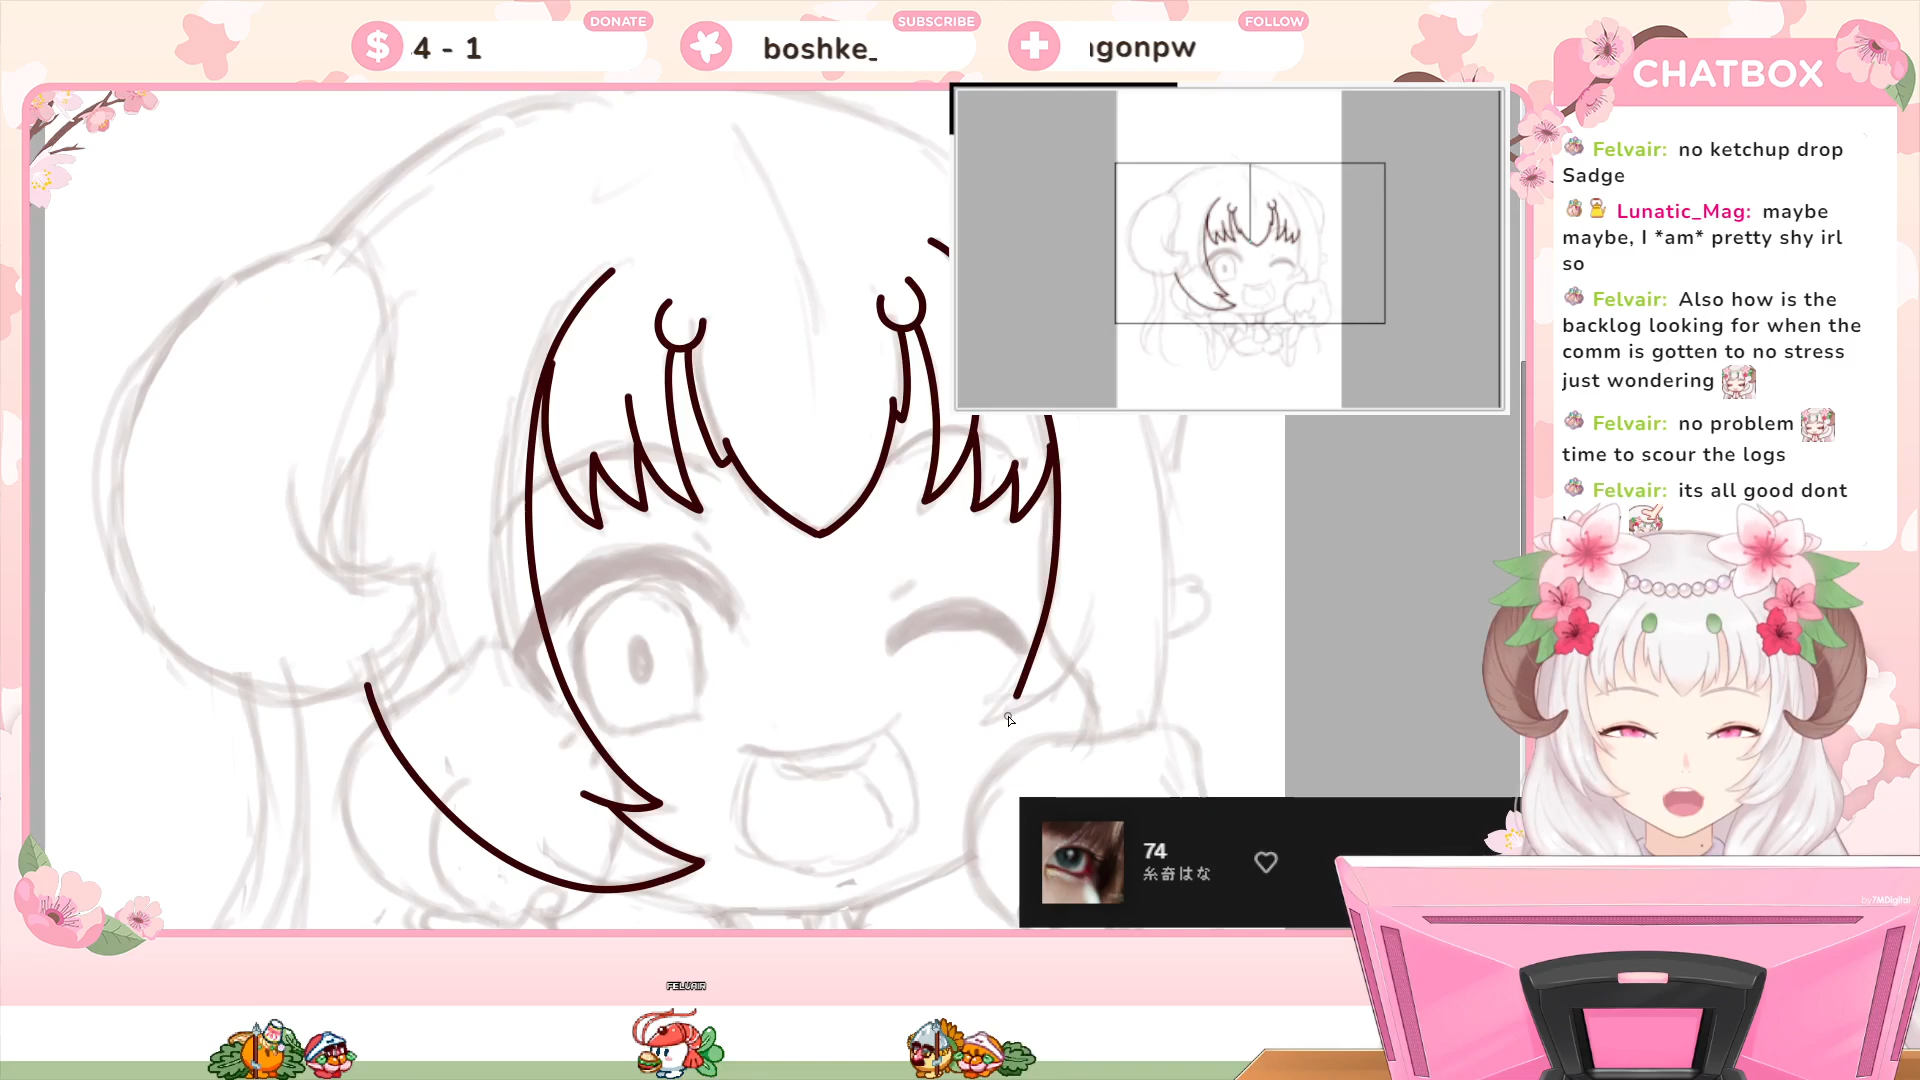 DONATE
SUBSCRIBE
FOLLOW
4 - 1
boshke_
gonpw
CHATBOX
Felvair: no ketchup drop
Sadge
Lunatic_Mag: maybe
maybe, I *am* pretty shy irl
so
Felvair: Also how is the
backlog looking for when the
comm is gotten to no stress
just wondering
Felvair: no problem
time to scour the logs
Felvair: its all good dont
74
糸奇はな
by7MDigital
FELVAIR